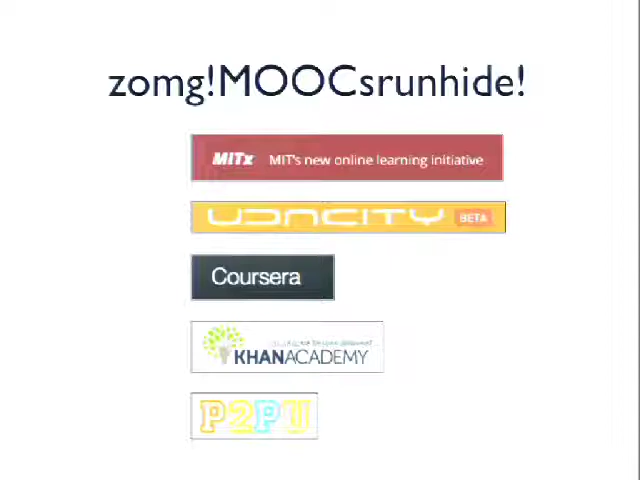 zomg!MOOCsrunhide!
MITx MIT's new online learning initiative
UDACITY BETA
Coursera
KHANACADEMY
P2PU